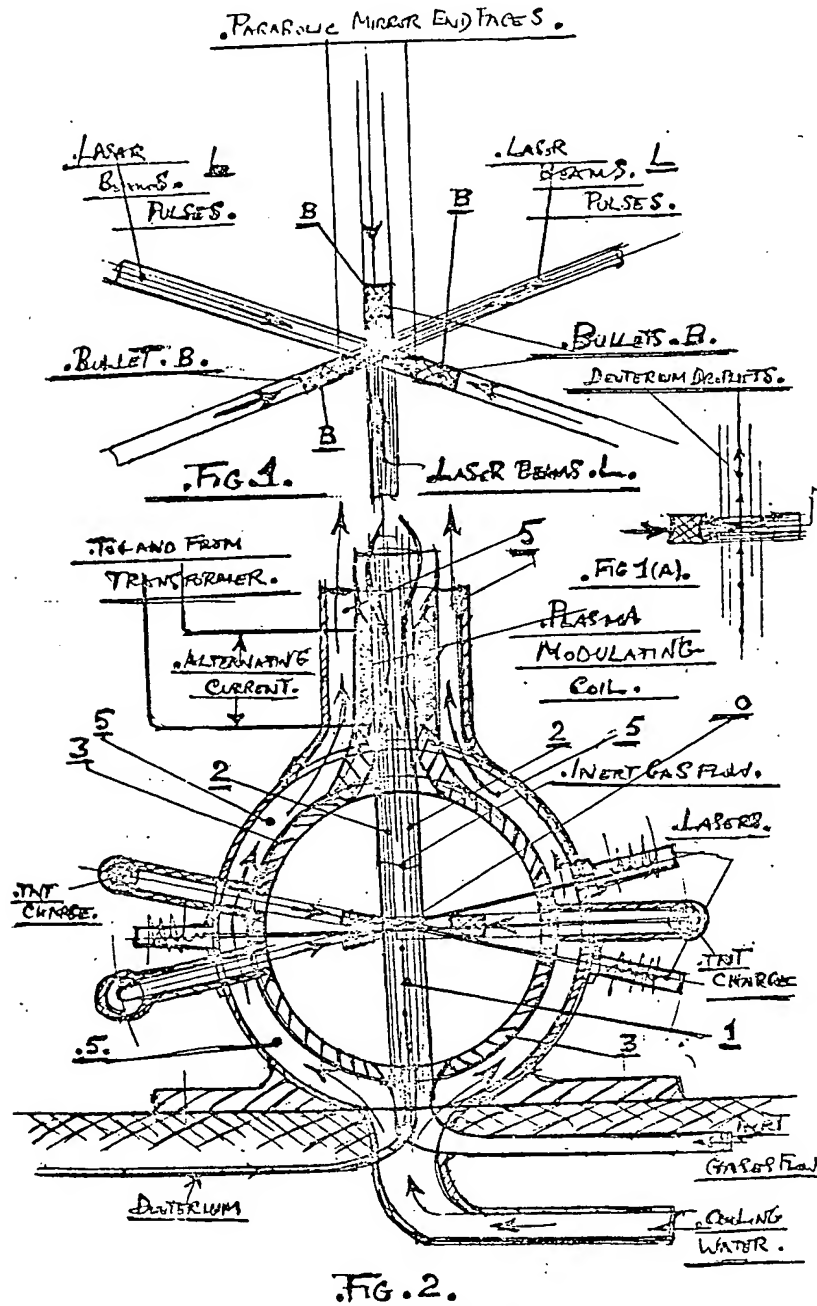 .PARABOLIC MIRROR END FACES.
.LASAR
BEAMS. L
PULSES.
.LASER
BEAMS. L
PULSES.
B
B
.BULLET. B.
B
.BULLETS. B.
DEUTERIUM DROPLETS.
.FIG. 1.
.LASER BEAMS. L.
.FIG 1(A).
.TO AND FROM
TRANSFORMER.
5
.ALTERNATING
CURRENT.
.PLASMA
MODULATING
COIL.
0
5
3
2
2
5
.INERT GAS FLOW.
.LASERS.
.TNT
CHARGE.
.TNT
CHARGE
.5.
3
1
INERT
GASES FLOW
DEUTERIUM
.COOLING
WATER.
.FIG. 2.